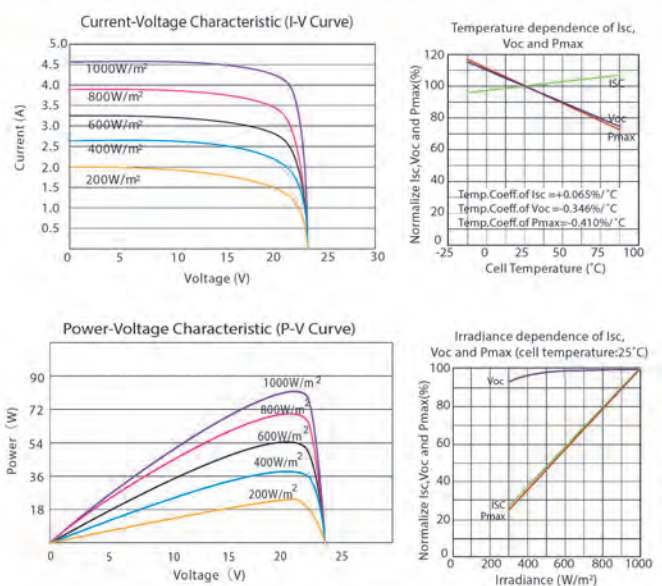 Current-Voltage Characteristic (I-V Curve)
5.0
4.5
4.0
3.5
3.0
2.5
2.0
1.5
1.0
0.5
Current (A)
1000W/m²
800W/m²
600W/m²
400W/m²
200W/m²
0 5 10 15 20 25 30
Voltage (V)
Temperature dependence of Isc,
Voc and Pmax
120
100
80
60
40
20
0
Normalize Isc,Voc and Pmax(%)
ISC
Voc
Pmax
Temp.Coeff.of Isc =+0.065%/˚C
Temp.Coeff.of Voc =-0.346%/˚C
Temp.Coeff.of Pmax=-0.410%/˚C
-25 0 25 50 75 100
Cell Temperature (˚C)
Power-Voltage Characteristic (P-V Curve)
90
72
54
36
18
Power (W)
1000W/m²
800W/m²
600W/m²
400W/m²
200W/m²
0 5 10 15 20 25
Voltage (V)
Irradiance dependence of Isc,
Voc and Pmax (cell temperature:25˚C)
100
80
60
40
20
0
Normalize Isc,Voc and Pmax(%)
Voc
ISC
Pmax
0 200 400 600 800 1000
Irradiance (W/m²)